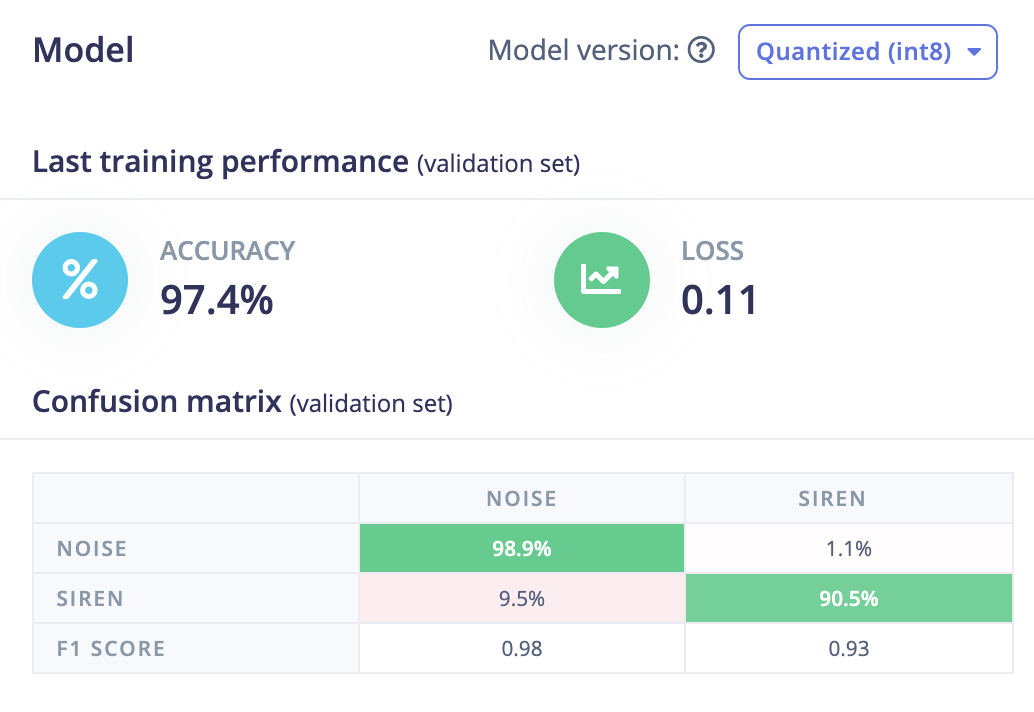 Model
Model version: ? Quantized (int8)
Last training performance (validation set)
% ACCURACY
97.4%
LOSS
0.11
Confusion matrix (validation set)
NOISE SIREN
NOISE 98.9% 1.1%
SIREN 9.5% 90.5%
F1 SCORE 0.98 0.93